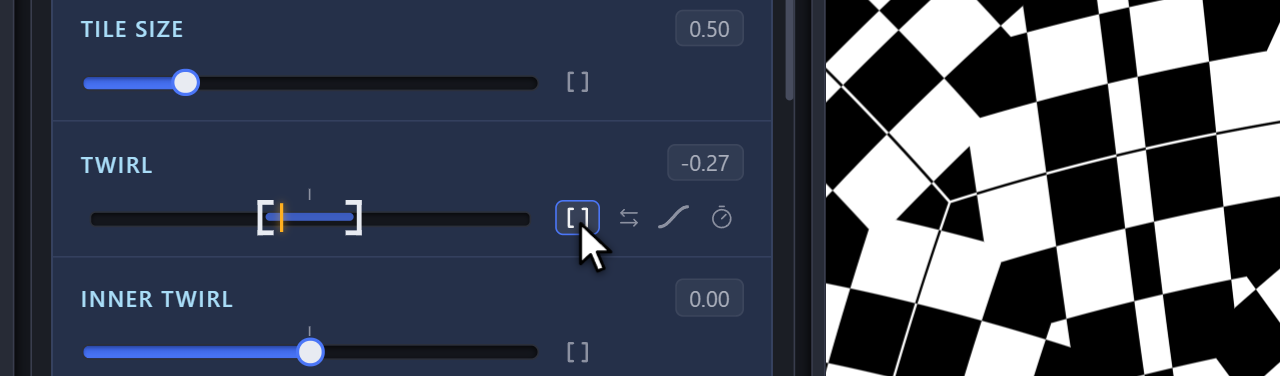 TILE SIZE 0.50
[ ]
TWIRL -0.27
[ ]
INNER TWIRL 0.00
[ ]